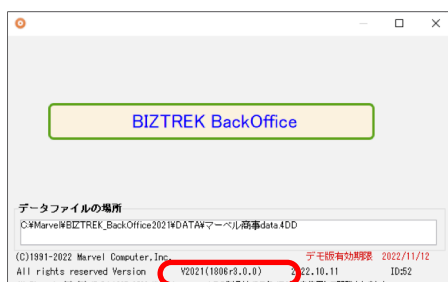 BIZTREK BackOffice
データファイルの場所
C:¥Marvel¥BIZTREK_BackOffice2021¥DATA¥マーベル商事data.4DD
(C)1991-2022 Marvel Computer,Inc. デモ版有効期限 2022/11/12
All rights reserved Version V2021(1806r3.0.0) 2022.10.11 ID:52